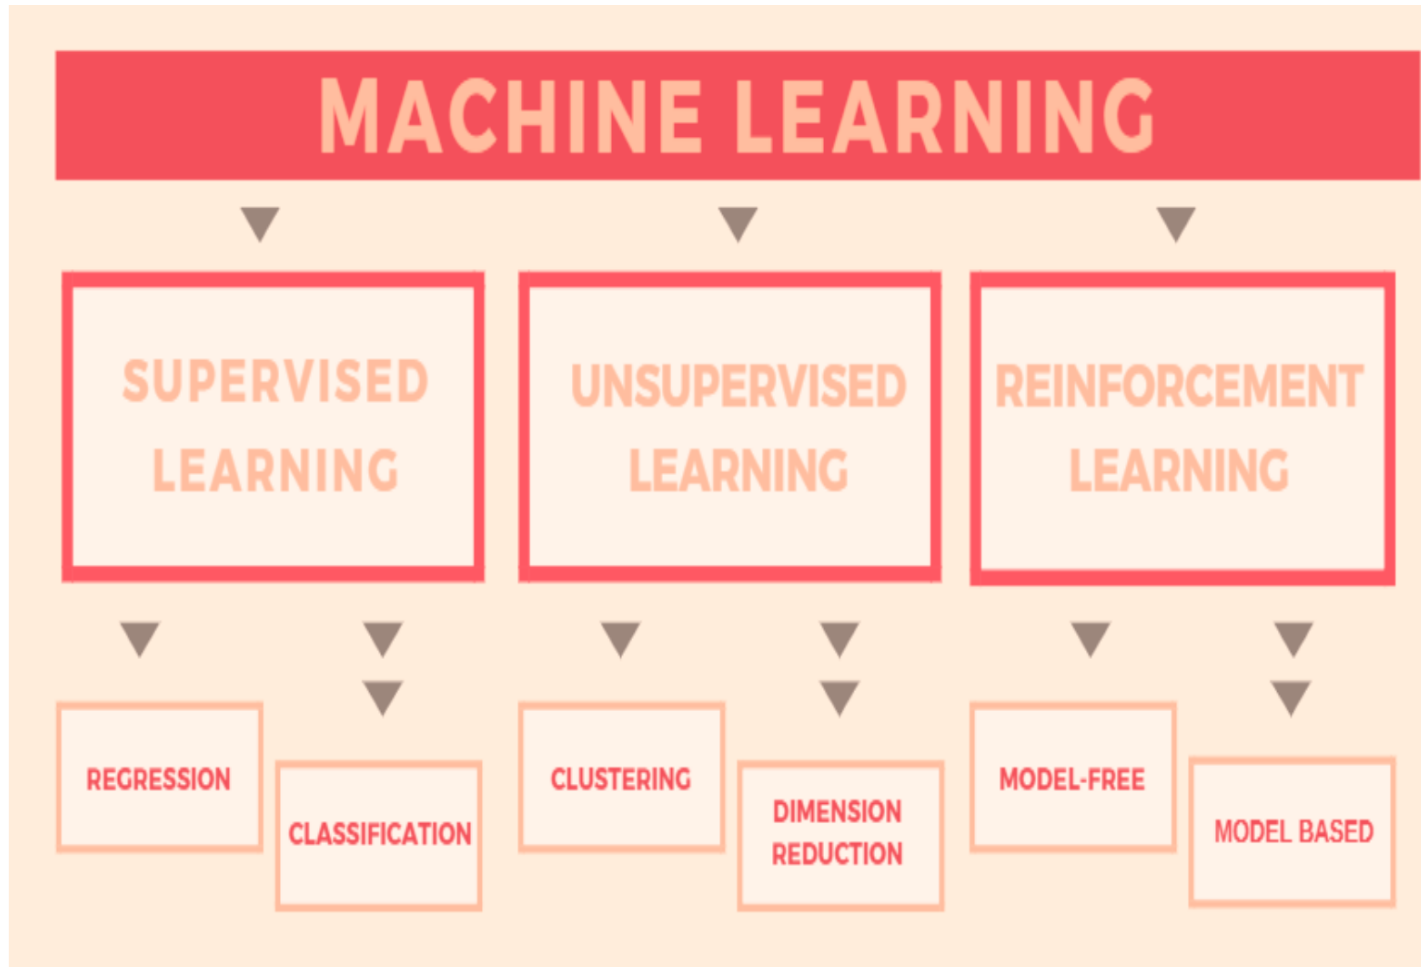 MACHINE LEARNING
SUPERVISED
LEARNING
UNSUPERVISED
LEARNING
REINFORCEMENT
LEARNING
REGRESSION
CLASSIFICATION
CLUSTERING
DIMENSION
REDUCTION
MODEL-FREE
MODEL BASED